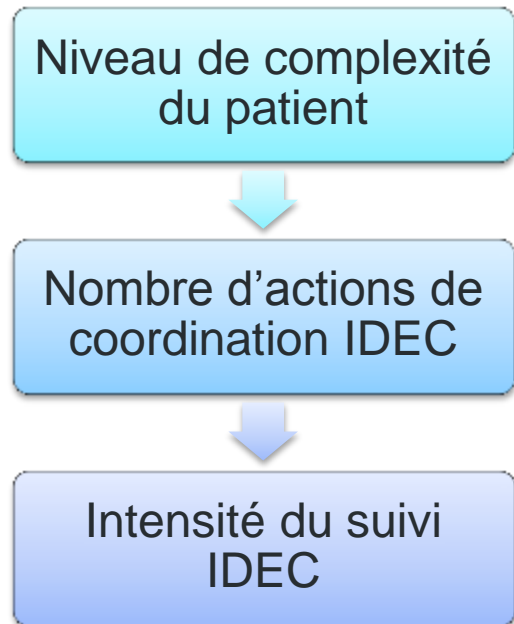 Niveau de complexité
du patient
Nombre d’actions de
coordination IDEC
Intensité du suivi
IDEC